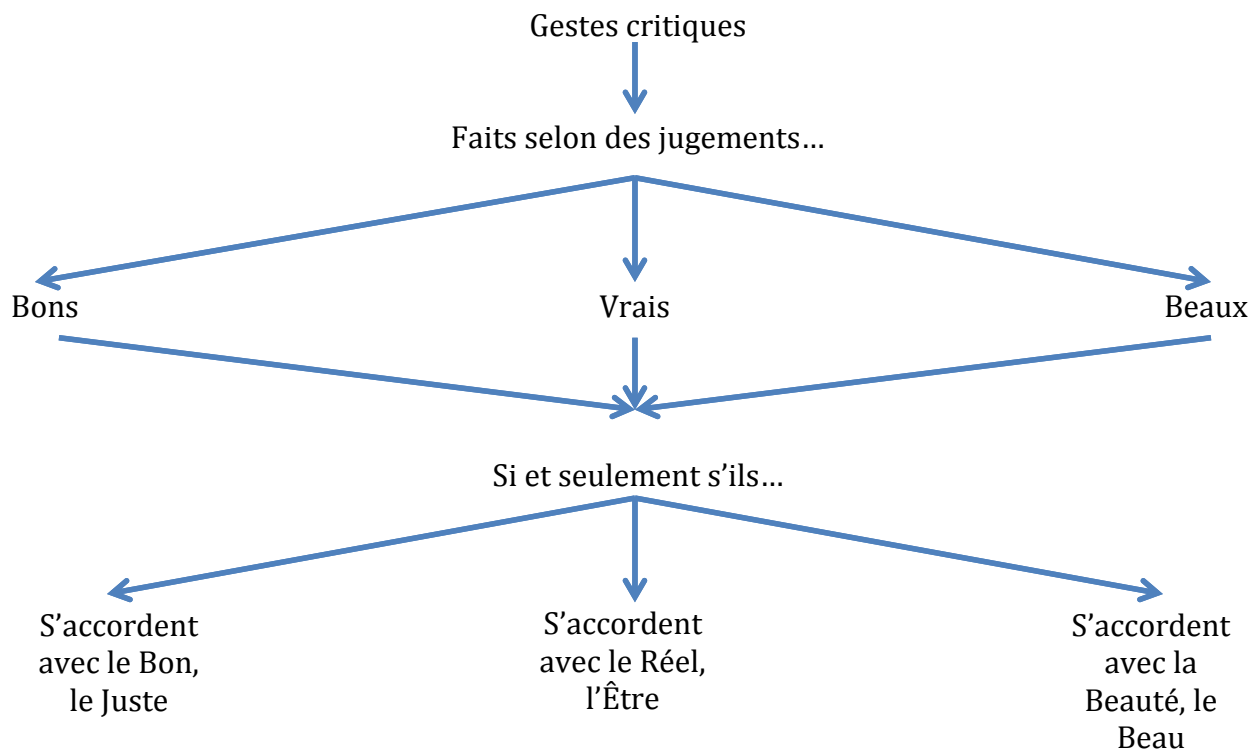 Gestes critiques
Faits selon des jugements…
Bons
Vrais
Beaux
Si et seulement s’ils…
S’accordent
avec le Bon,
le Juste
S’accordent
avec le Réel,
l’Être
S’accordent
avec la
Beauté, le
Beau